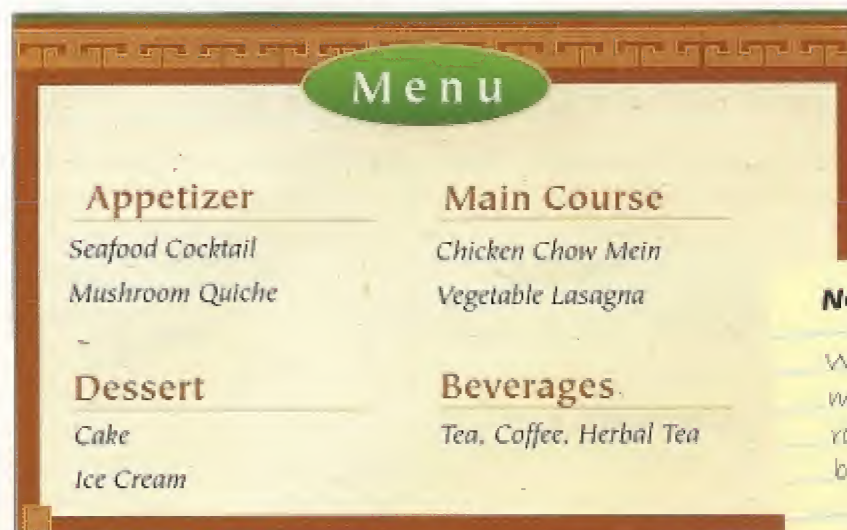 Menu
Appetizer
Seafood Cocktail
Mushroom Quiche
Main Course
Chicken Chow Mein
Vegetable Lasagna
Dessert
Cake
Ice Cream
Beverages
Tea, Coffee, Herbal Tea